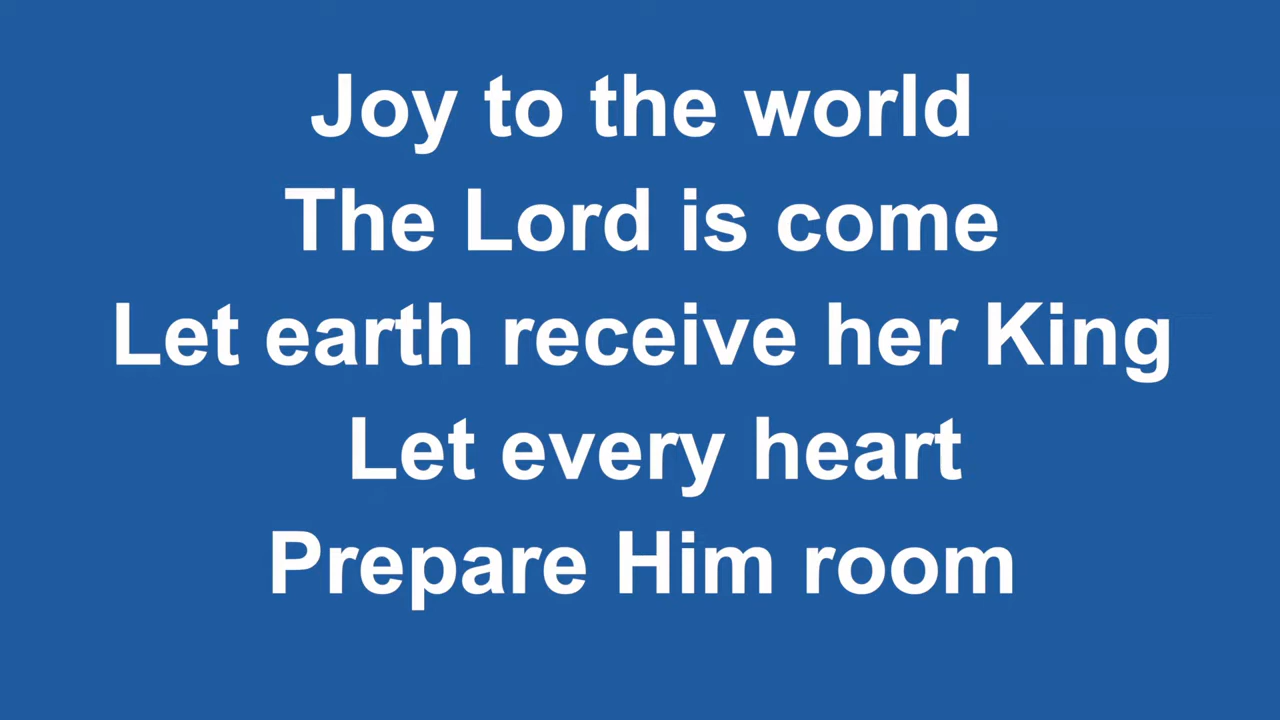 Joy to the world
The Lord is come
Let earth receive her King
Let every heart
Prepare Him room